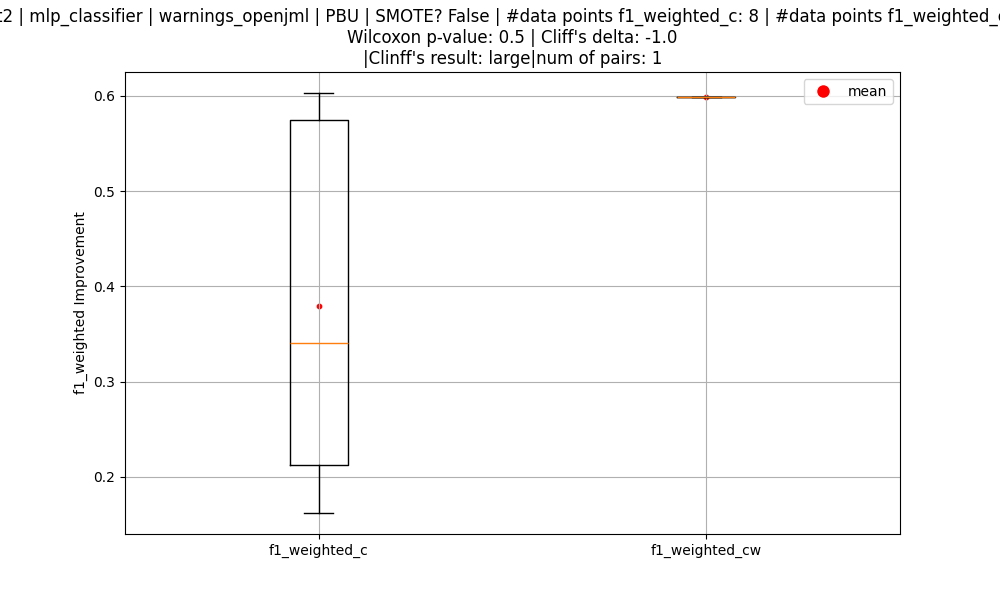 t2 | mlp_classifier | warnings_openjml | PBU | SMOTE? False | #data points f1_weighted_c: 8 | #data points f1_weighted_c
Wilcoxon p-value: 0.5 | Cliff's delta: -1.0
|Clinff's result: large|num of pairs: 1
mean
0.6
0.5
0.4
0.3
0.2
f1_weighted Improvement
f1_weighted_c
f1_weighted_cw